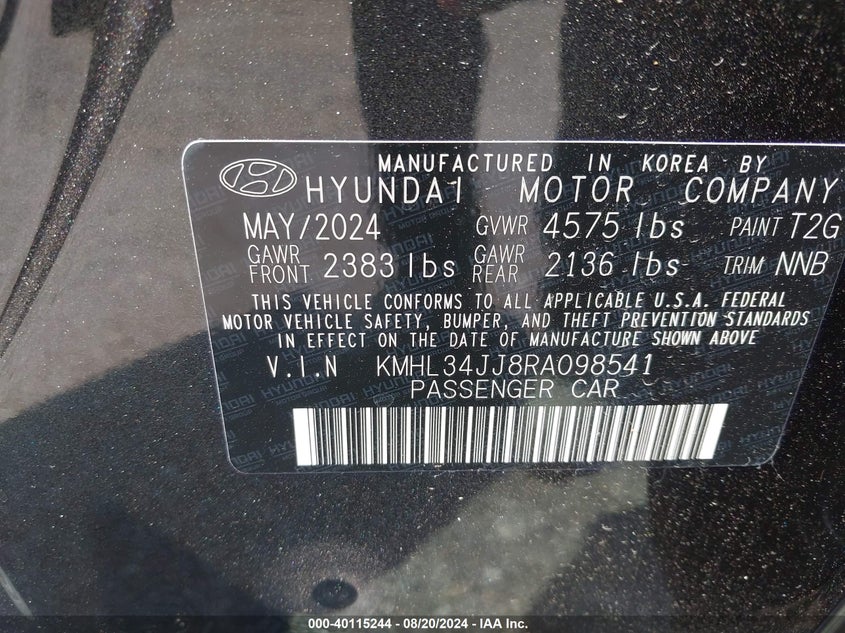 MANUFACTURED IN KOREA BY
HYUNDAI MOTOR COMPANY
MAY/2024 GVWR 4575 lbs PAINT T2G
GAWR FRONT 2383 lbs GAWR REAR 2136 lbs TRIM NNB
THIS VEHICLE CONFORMS TO ALL APPLICABLE U.S.A. FEDERAL
MOTOR VEHICLE SAFETY, BUMPER, AND THEFT PREVENTION STANDARDS
IN EFFECT ON THE DATE OF MANUFACTURE SHOWN ABOVE
V.I.N KMHL34JJ8RA098541
PASSENGER CAR
000-40115244 - 08/20/2024 - IAA Inc.